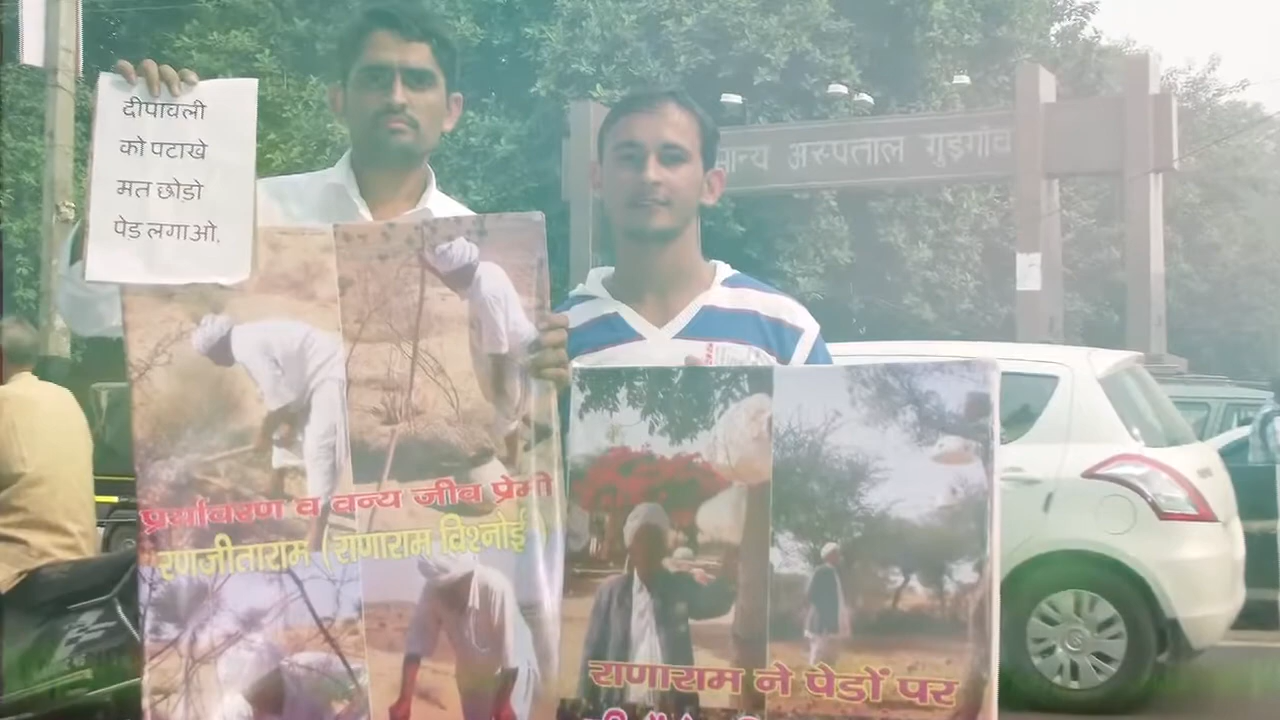 दीपावली
को पटाखे
मत छोडो
पेड़ लगाओ.
मान्य अस्पताल गुड़गाँव
पर्यावरण व वन्य जीव प्रेमी
रणजीताराम (राणाराम विश्नोई)
राणाराम ने पेडों पर